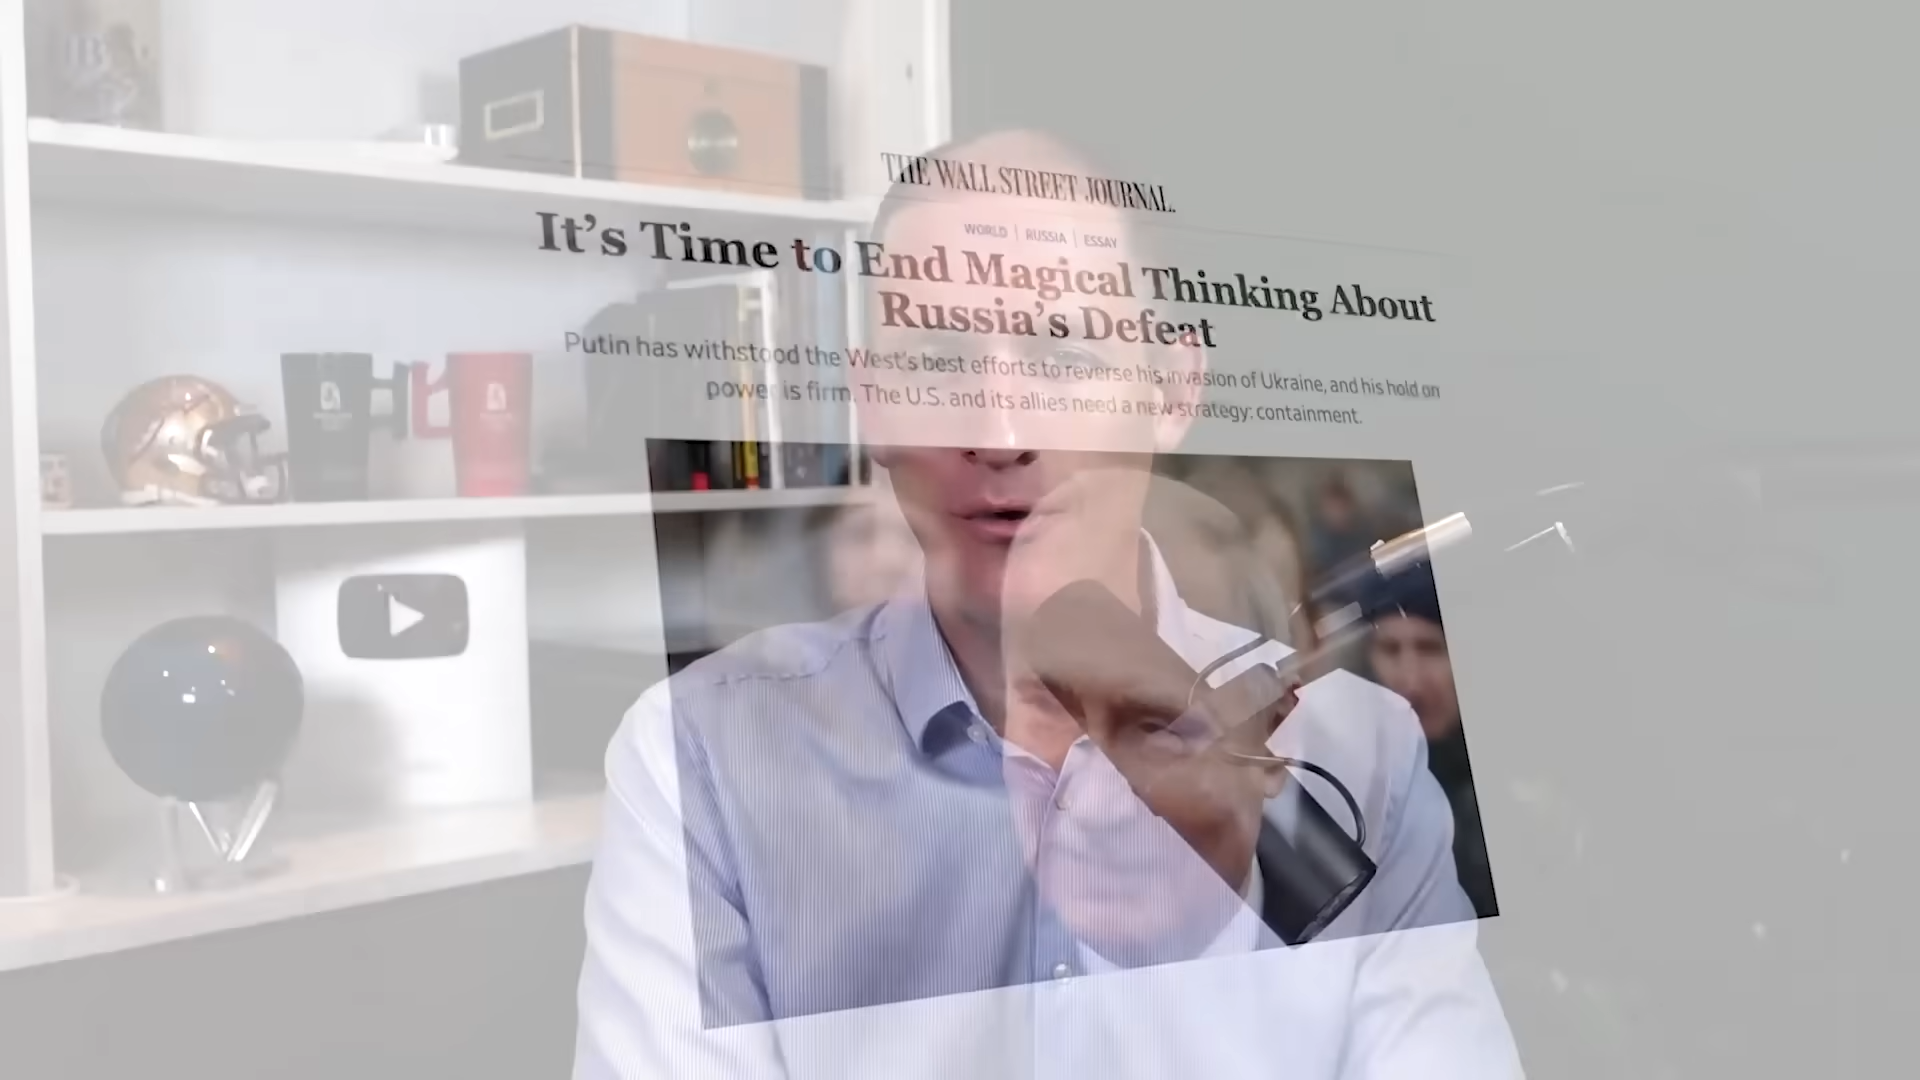 THE WALL STREET JOURNAL.
WORLD | RUSSIA | ESSAY
It's Time to End Magical Thinking About
Russia's Defeat
Putin has withstood the West's best efforts to reverse his invasion of Ukraine, and his hold on
power is firm. The U.S. and its allies need a new strategy: containment.